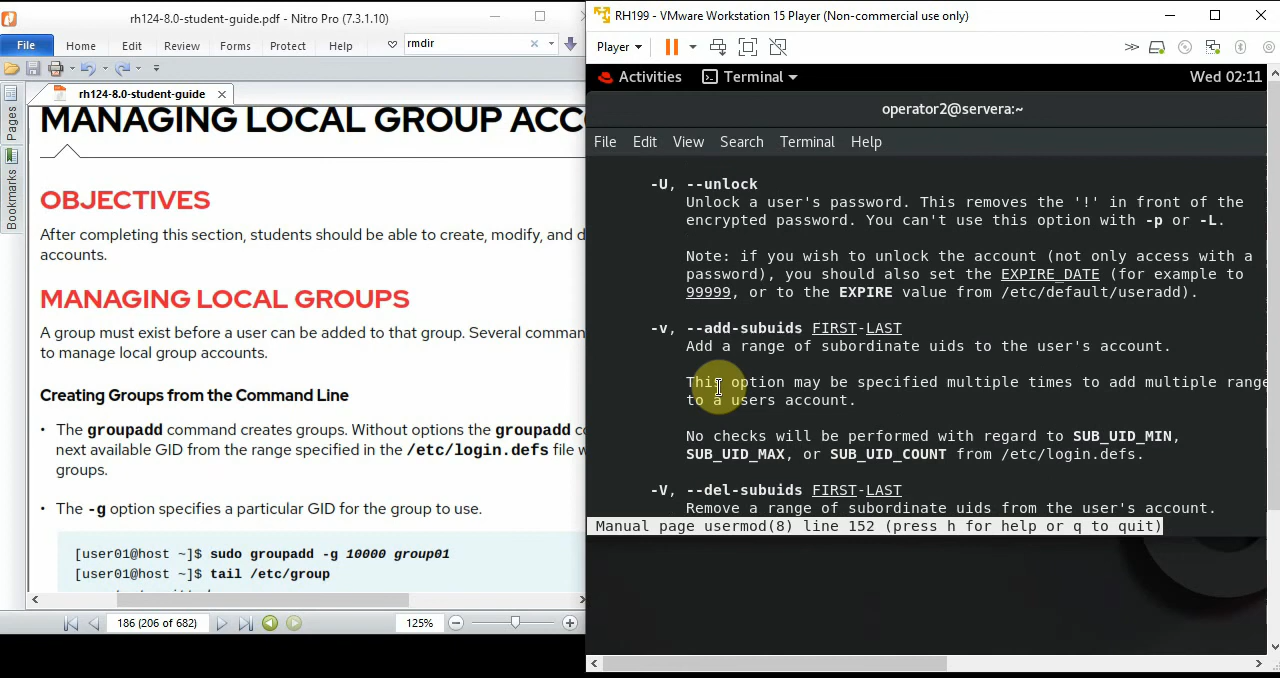 rh124-8.0-student-guide.pdf - Nitro Pro (7.3.1.10)
File Home Edit Review Forms Protect Help rmdir
rh124-8.0-student-guide
Pages
Bookmarks
MANAGING LOCAL GROUP ACC
OBJECTIVES
After completing this section, students should be able to create, modify, and d
accounts.
MANAGING LOCAL GROUPS
A group must exist before a user can be added to that group. Several comman
to manage local group accounts.
Creating Groups from the Command Line
• The groupadd command creates groups. Without options the groupadd c
next available GID from the range specified in the /etc/login.defs file w
groups.
• The -g option specifies a particular GID for the group to use.
[user01@host ~]$ sudo groupadd -g 10000 group01
[user01@host ~]$ tail /etc/group
186 (206 of 682) 125%
RH199 - VMware Workstation 15 Player (Non-commercial use only)
Player
Activities Terminal Wed 02:11
operator2@servera:~
File Edit View Search Terminal Help
-U, --unlock
Unlock a user's password. This removes the '!' in front of the
encrypted password. You can't use this option with -p or -L.
Note: if you wish to unlock the account (not only access with a
password), you should also set the EXPIRE_DATE (for example to
99999, or to the EXPIRE value from /etc/default/useradd).
-v, --add-subuids FIRST-LAST
Add a range of subordinate uids to the user's account.
This option may be specified multiple times to add multiple range
to a users account.
No checks will be performed with regard to SUB_UID_MIN,
SUB_UID_MAX, or SUB_UID_COUNT from /etc/login.defs.
-V, --del-subuids FIRST-LAST
Remove a range of subordinate uids from the user's account.
Manual page usermod(8) line 152 (press h for help or q to quit)